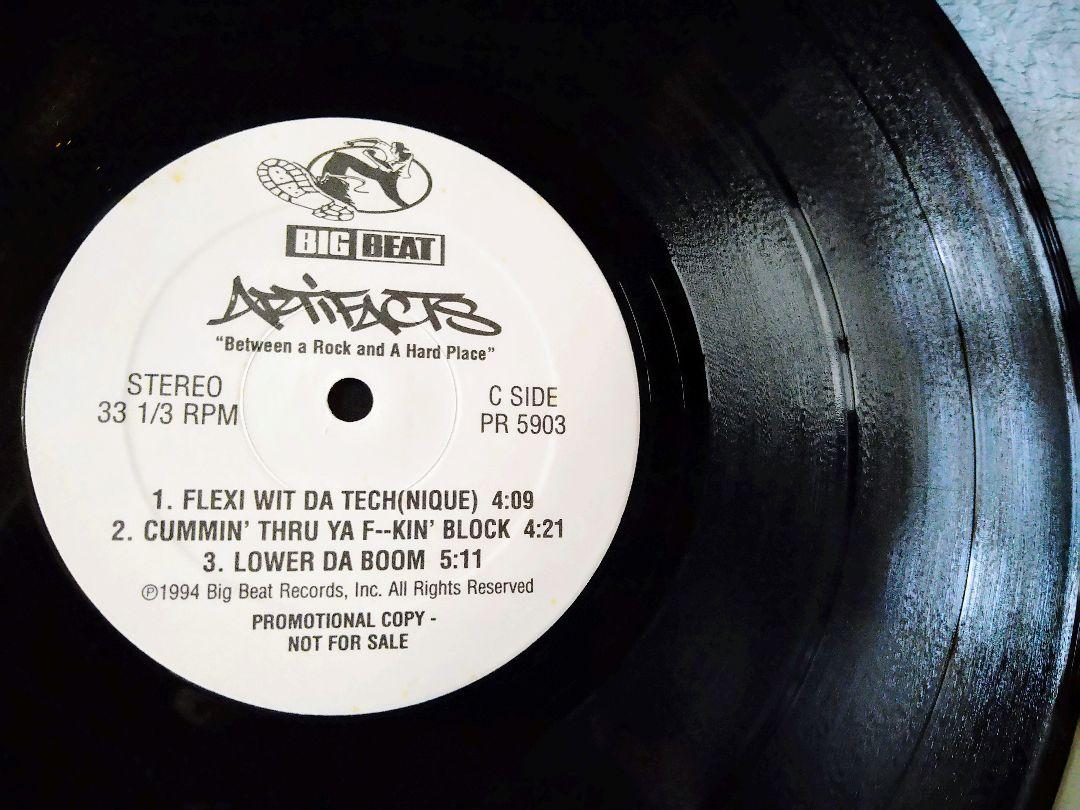 BIG BEAT
ARTIFACTS
"Between a Rock and A Hard Place"
STEREO
33 1/3 RPM
C SIDE
PR 5903
1. FLEXI WIT DA TECH(NIQUE) 4:09
2. CUMMIN' THRU YA F--KIN' BLOCK 4:21
3. LOWER DA BOOM 5:11
℗1994 Big Beat Records, Inc. All Rights Reserved
PROMOTIONAL COPY -
NOT FOR SALE